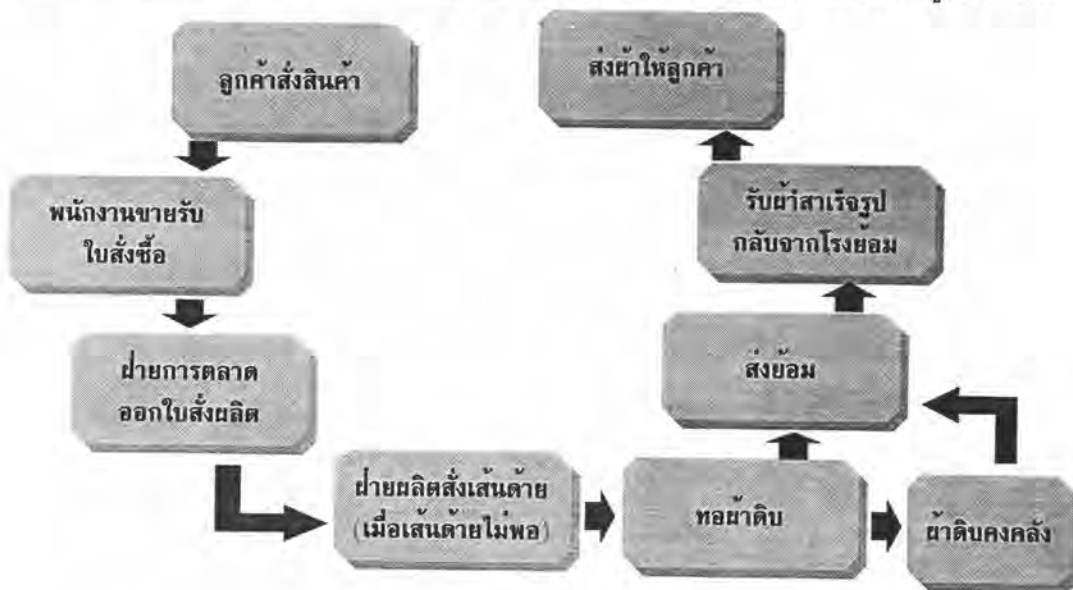 ลูกค้าสั่งสินค้า
พนักงานขายรับ
ใบสั่งซื้อ
ฝ่ายการตลาด
ออกใบสั่งผลิต
ฝ่ายผลิตสั่งเส้นด้าย
(เมื่อเส้นด้ายไม่พอ)
ทอผ้าดิบ
ผ้าดิบคงคลัง
ส่งย้อม
รับผ้าสำเร็จรูป
กลับจากโรงย้อม
ส่งผ้าให้ลูกค้า